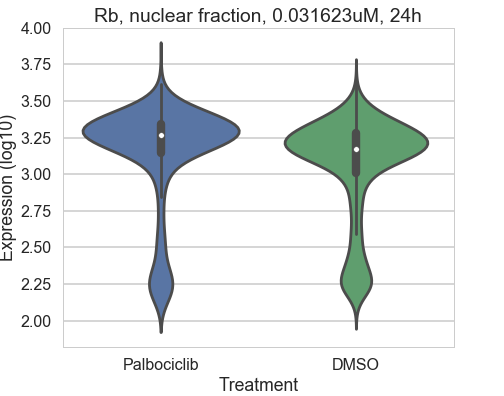 Rb, nuclear fraction, 0.031623uM, 24h
4.00
3.75
3.50
3.25
3.00
2.75
2.50
2.25
2.00
Expression (log10)
Palbociclib DMSO
Treatment